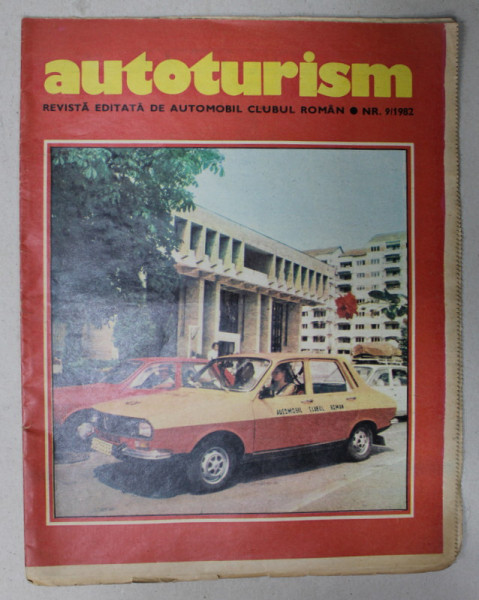 autoturism
REVISTĂ EDITATĂ DE AUTOMOBIL CLUBUL ROMÂN ● NR. 9/1982
AUTOMOBIL CLUBUL ROMÂN